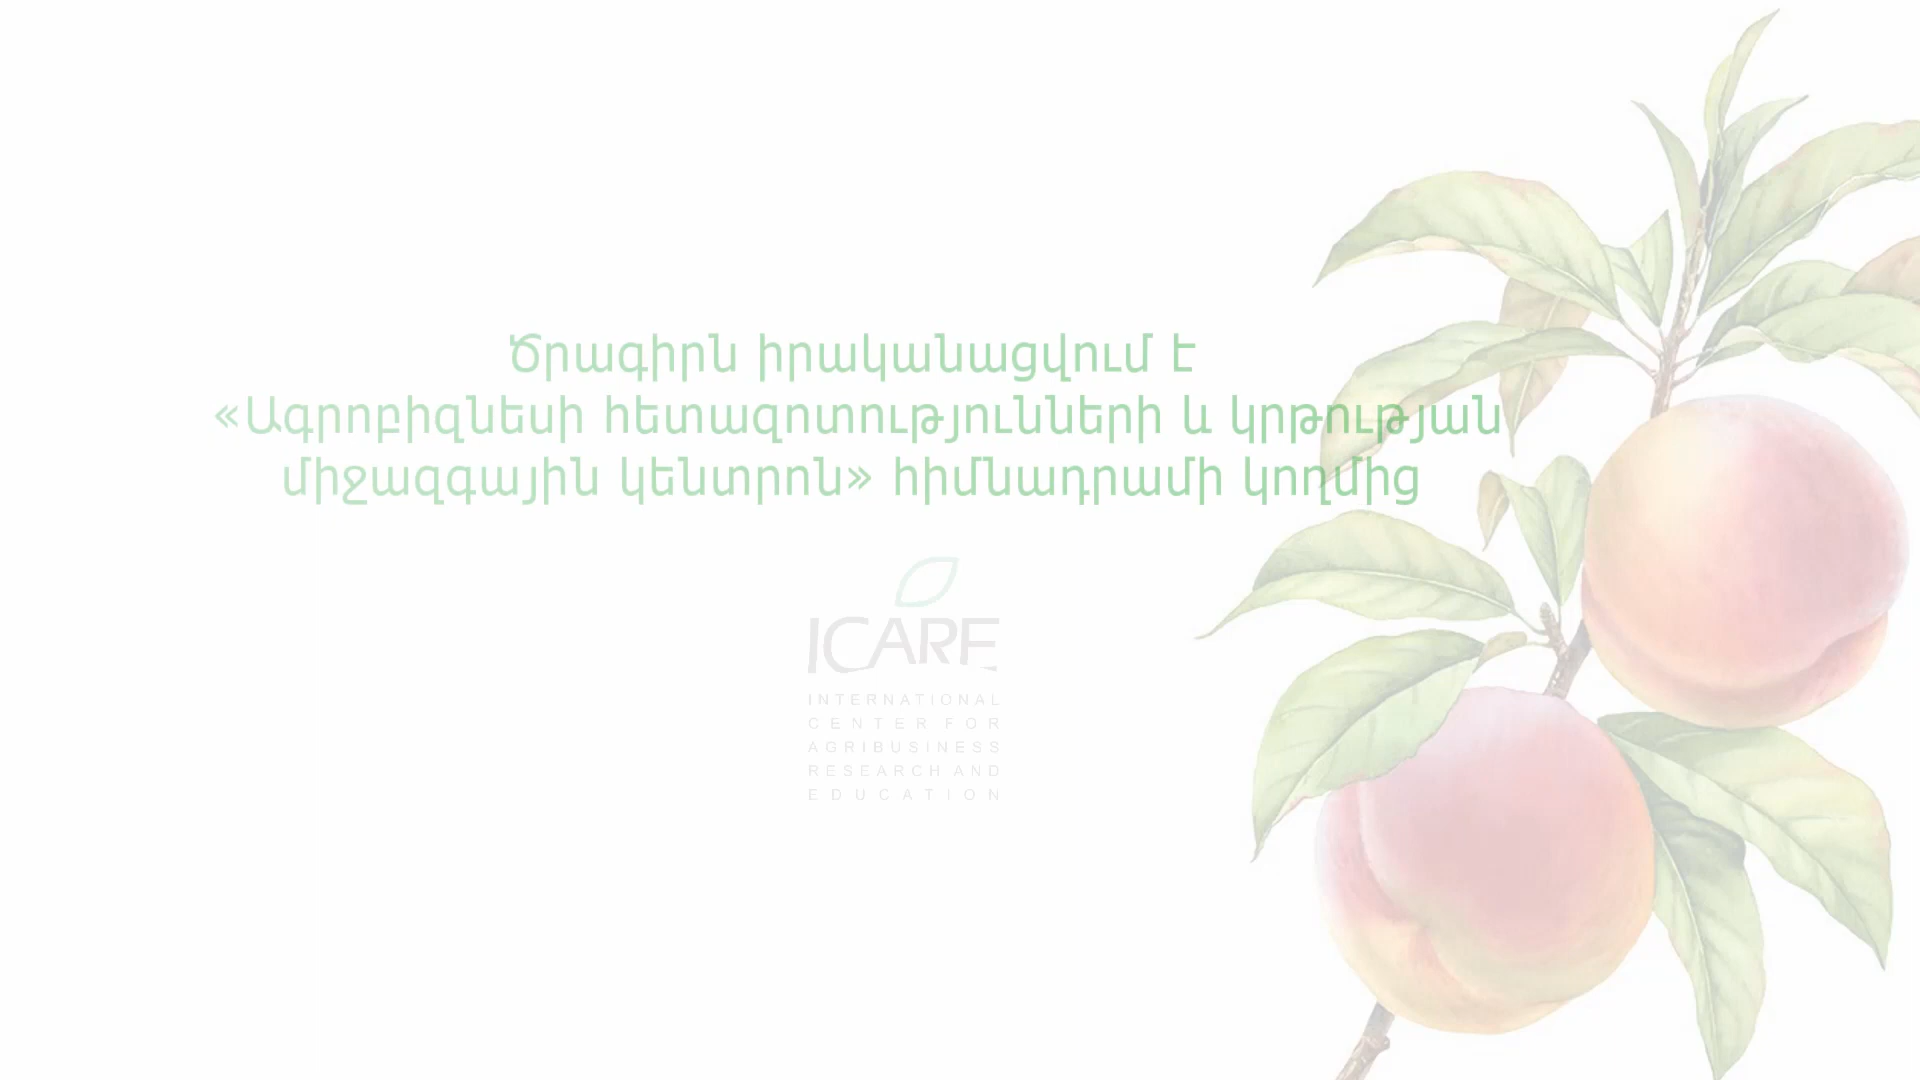 Ծրագիրն իրականացվում է
«Ագրոբիզնեսի հետազոտությունների և կրթության
միջազգային կենտրոն» հիմնադրամի կողմից
ICARE
INTERNATIONAL
CENTER FOR
AGRIBUSINESS
RESEARCH AND
EDUCATION